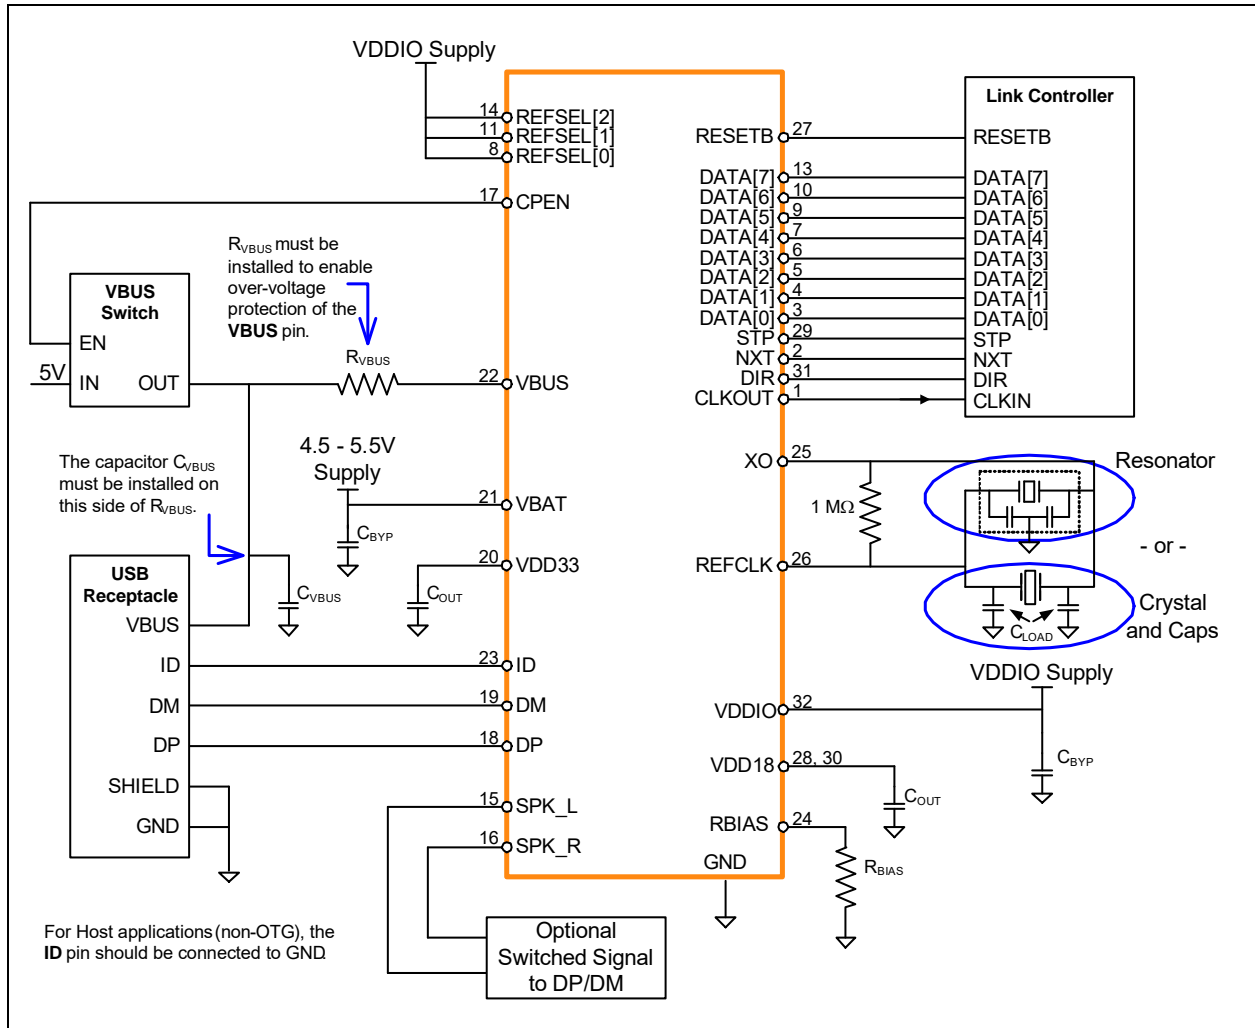 VDDIO Supply
14
REFSEL[2]
11
REFSEL[1]
8
REFSEL[0]
17
CPEN
RVBUS must be
installed to enable
over-voltage
protection of the
VBUS pin.
VBUS
Switch
EN
5V
IN
OUT
RVBUS
22
VBUS
4.5 - 5.5V
Supply
21
VBAT
CBYP
The capacitor CVBUS
must be installed on
this side of RVBUS.
20
VDD33
COUT
CVBUS
USB
Receptacle
VBUS
ID
DM
DP
SHIELD
GND
23
ID
19
DM
18
DP
15
SPK_L
16
SPK_R
For Host applications (non-OTG), the
ID pin should be connected to GND.
Optional
Switched Signal
to DP/DM
Link Controller
RESETB
27
RESETB
DATA[7]
13
DATA[7]
DATA[6]
10
DATA[6]
DATA[5]
9
DATA[5]
DATA[4]
7
DATA[4]
DATA[3]
6
DATA[3]
DATA[2]
5
DATA[2]
DATA[1]
4
DATA[1]
DATA[0]
3
DATA[0]
STP
29
STP
NXT
2
NXT
DIR
31
DIR
CLKOUT
1
CLKIN
XO
25
1 MΩ
REFCLK
26
Resonator
- or -
Crystal
and Caps
CLOAD
VDDIO Supply
VDDIO
32
CBYP
VDD18
28, 30
COUT
RBIAS
24
RBIAS
GND